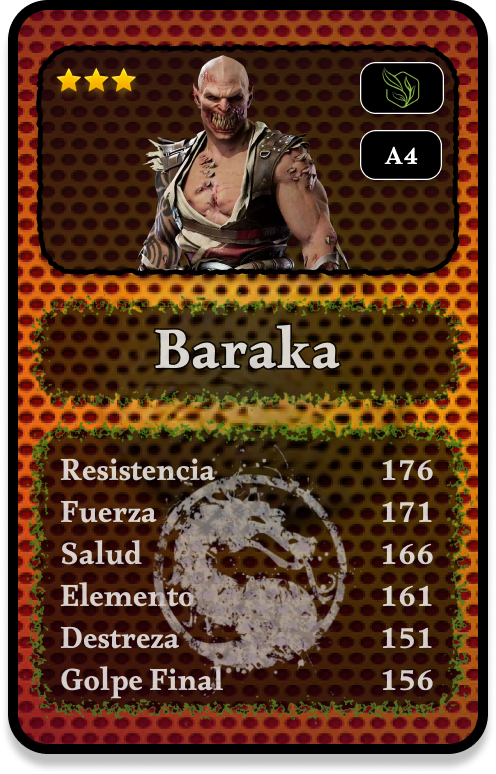 A4
Baraka
Resistencia 176
Fuerza 171
Salud 166
Elemento 161
Destreza 151
Golpe Final 156